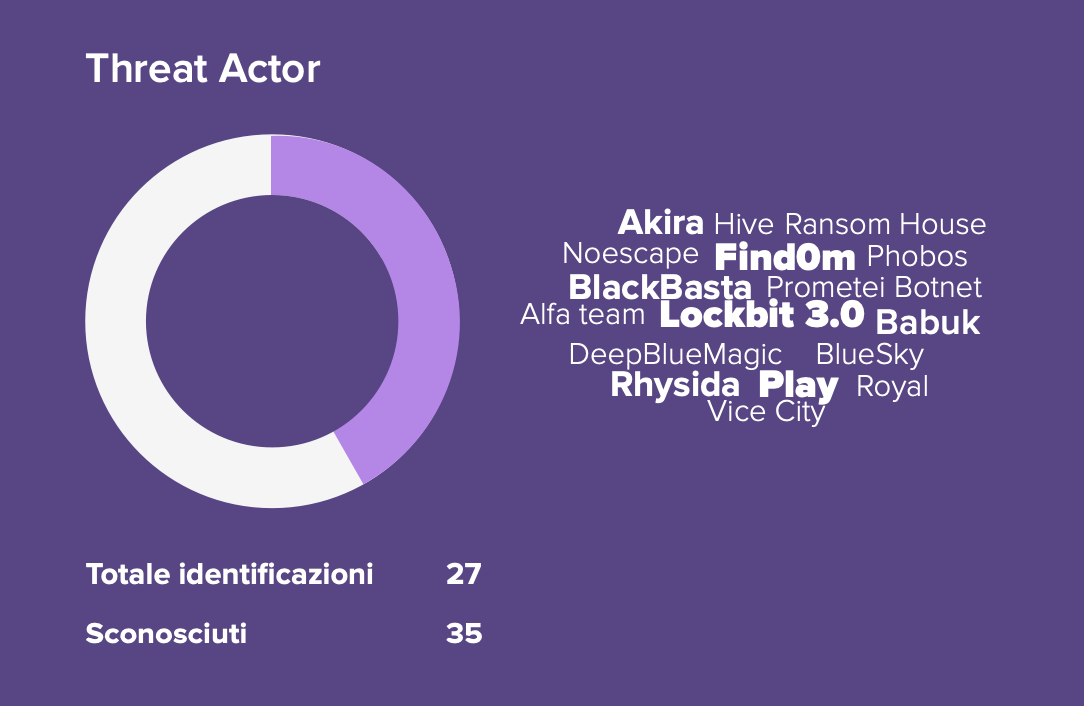 Threat Actor
Akira Hive Ransom House
Noescape Find0m Phobos
BlackBasta Prometei Botnet
Alfa team Lockbit 3.0 Babuk
DeepBlueMagic BlueSky
Rhysida Play Royal
Vice City
Totale identificazioni 27
Sconosciuti 35